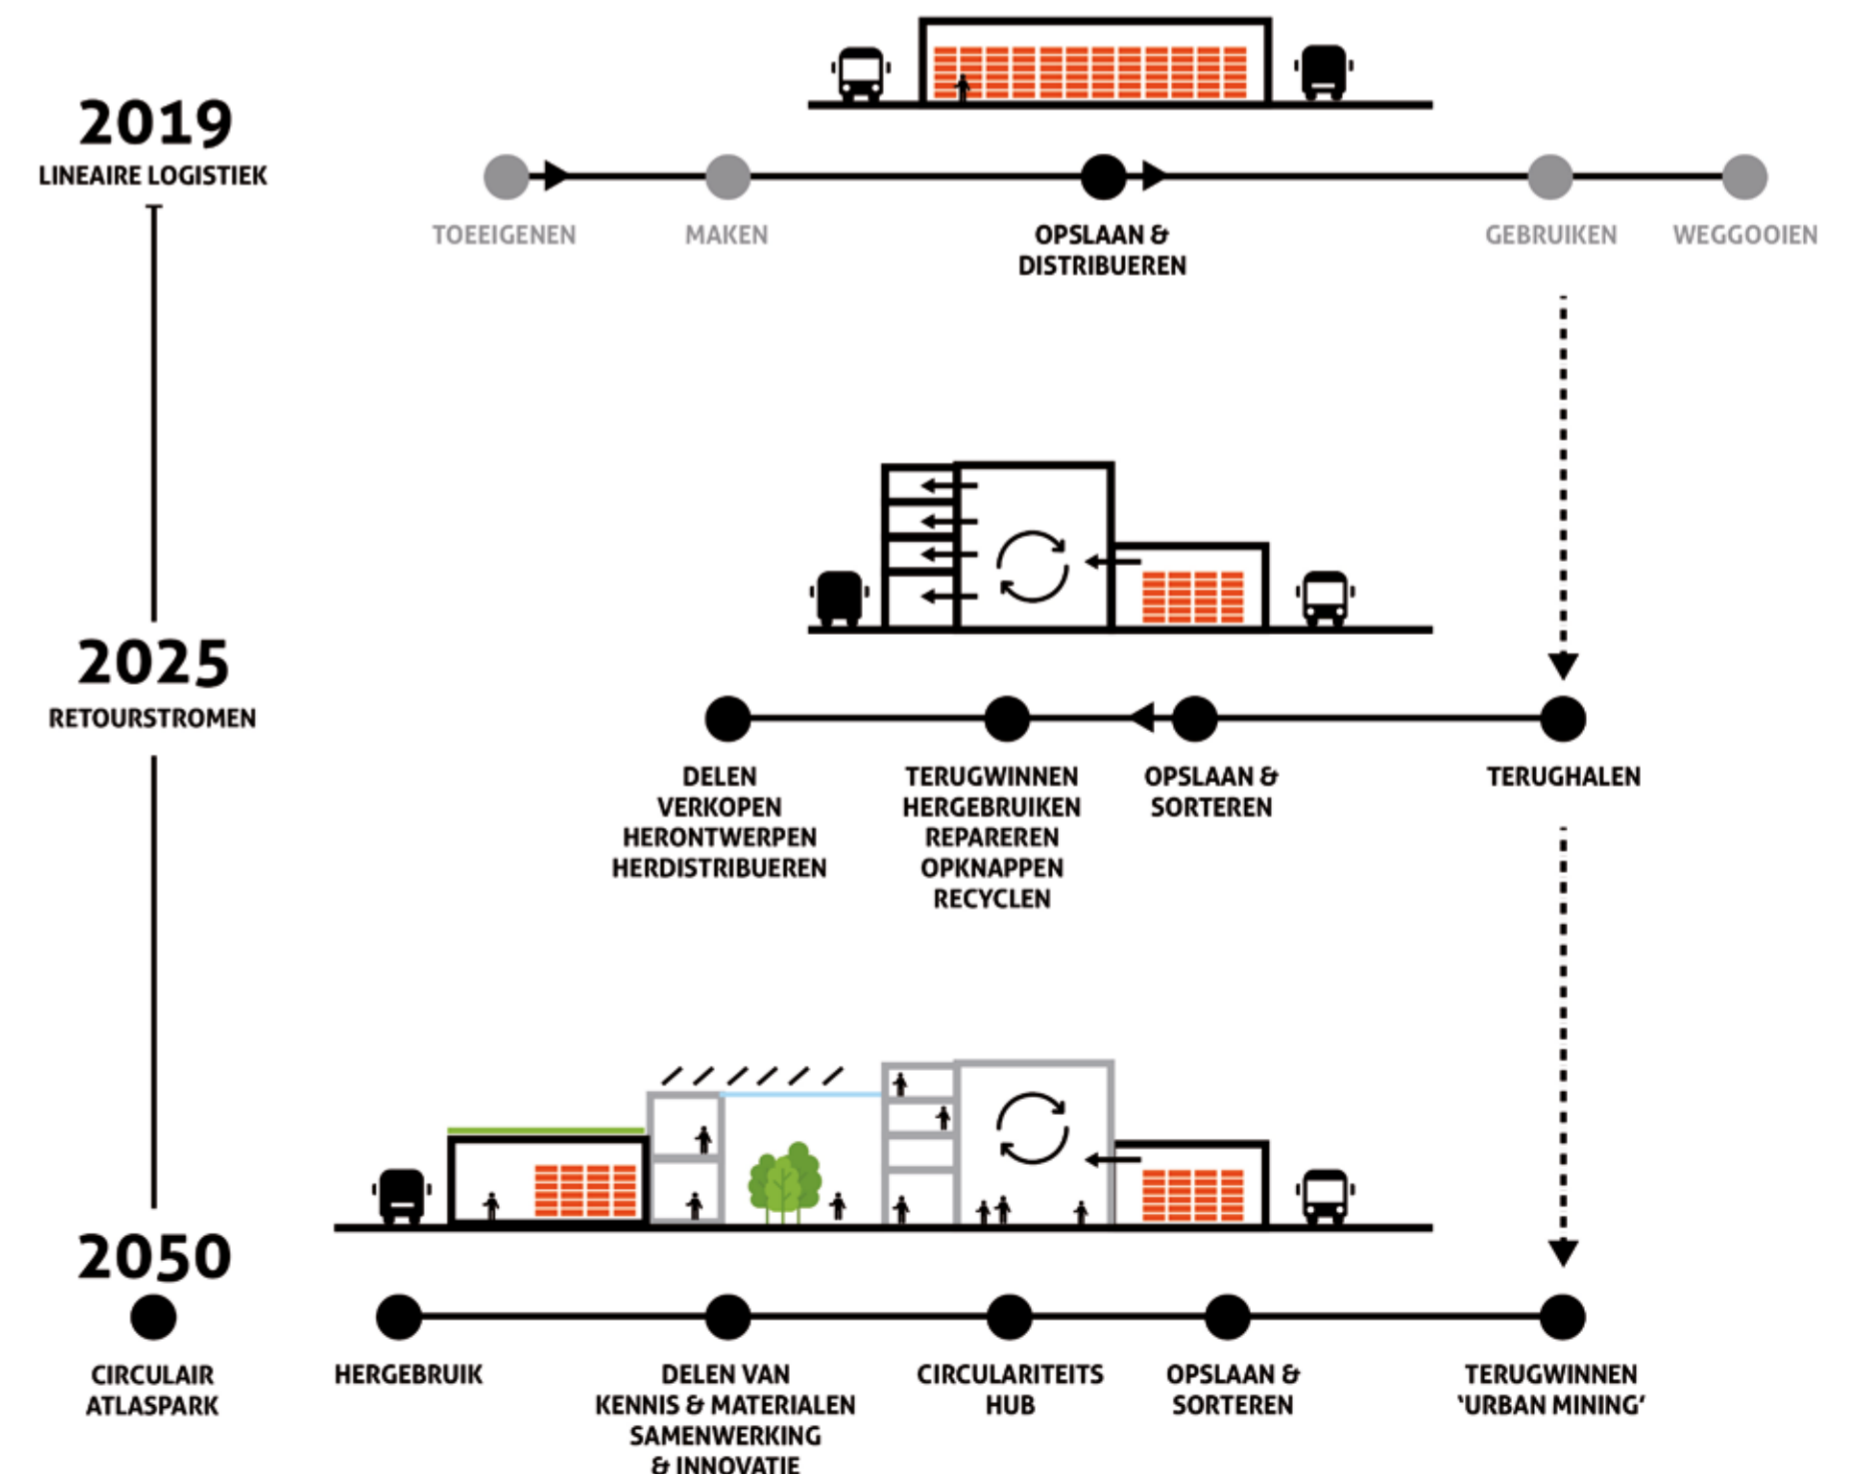 2019
LINEAIRE LOGISTIEK
TOEEIGENEN
MAKEN
OPSLAAN &
DISTRIBUEREN
GEBRUIKEN
WEGGOOIEN
2025
RETOURSTROMEN
DELEN
VERKOPEN
HERONTWERPEN
HERDISTRIBUEREN
TERUGWINNEN
HERGEBRUIKEN
REPAREREN
OPKNAPPEN
RECYCLEN
OPSLAAN &
SORTEREN
TERUGHALEN
2050
CIRCULAIR
ATLASPARK
HERGEBRUIK
DELEN VAN
KENNIS & MATERIALEN
SAMENWERKING
& INNOVATIE
CIRCULARITEITS
HUB
OPSLAAN &
SORTEREN
TERUGWINNEN
‘URBAN MINING’